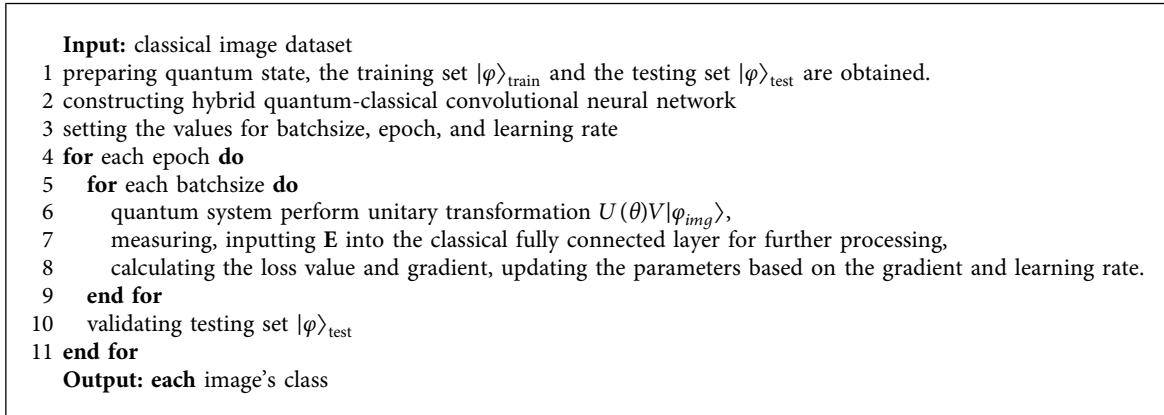 Input: classical image dataset
1 preparing quantum state, the training set |φ⟩train and the testing set |φ⟩test are obtained.
2 constructing hybrid quantum-classical convolutional neural network
3 setting the values for batchsize, epoch, and learning rate
4 for each epoch do
5 for each batchsize do
6 quantum system perform unitary transformation U(θ)V|φimg⟩,
7 measuring, inputting E into the classical fully connected layer for further processing,
8 calculating the loss value and gradient, updating the parameters based on the gradient and learning rate.
9 end for
10 validating testing set |φ⟩test
11 end for
Output: each image's class